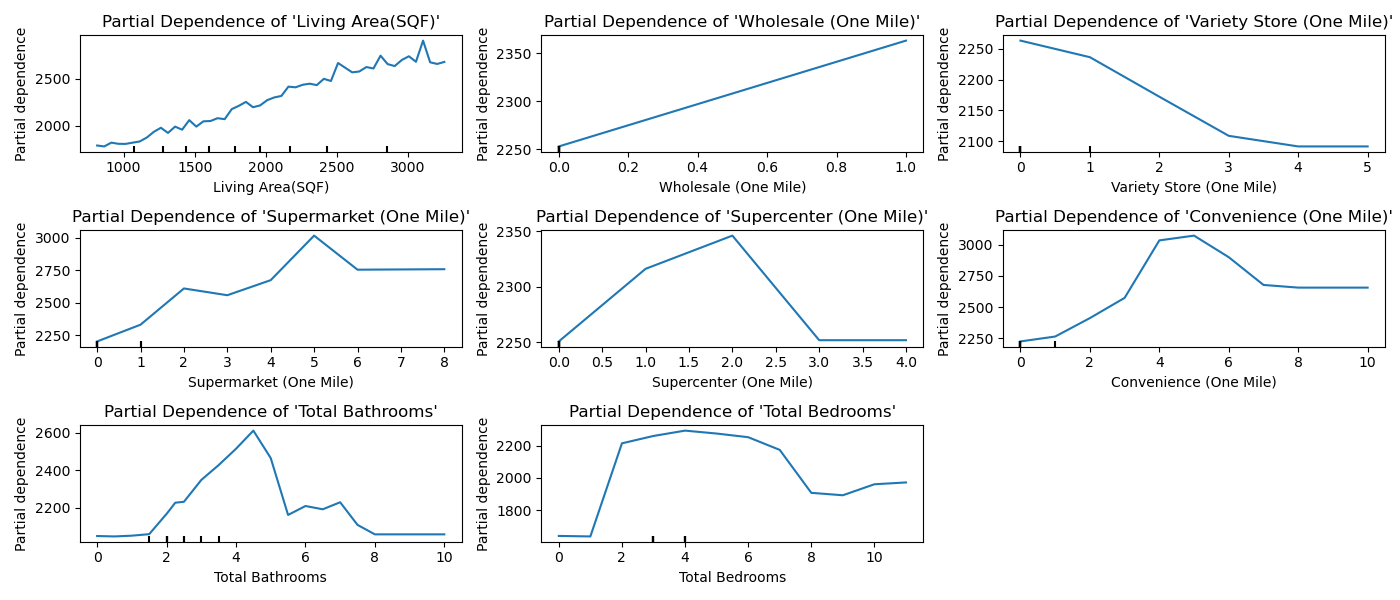 Partial Dependence of 'Living Area(SQF)'
Partial dependence
2500
2000
1000 1500 2000 2500 3000
Living Area(SQF)
Partial Dependence of 'Wholesale (One Mile)'
Partial dependence
2350
2300
2250
0.0 0.2 0.4 0.6 0.8 1.0
Wholesale (One Mile)
Partial Dependence of 'Variety Store (One Mile)'
Partial dependence
2250
2200
2150
2100
0 1 2 3 4 5
Variety Store (One Mile)
Partial Dependence of 'Supermarket (One Mile)'
Partial dependence
3000
2750
2500
2250
0 1 2 3 4 5 6 7 8
Supermarket (One Mile)
Partial Dependence of 'Supercenter (One Mile)'
Partial dependence
2350
2300
2250
0.0 0.5 1.0 1.5 2.0 2.5 3.0 3.5 4.0
Supercenter (One Mile)
Partial Dependence of 'Convenience (One Mile)'
Partial dependence
3000
2750
2500
2250
0 2 4 6 8 10
Convenience (One Mile)
Partial Dependence of 'Total Bathrooms'
Partial dependence
2600
2400
2200
0 2 4 6 8 10
Total Bathrooms
Partial Dependence of 'Total Bedrooms'
Partial dependence
2200
2000
1800
0 2 4 6 8 10
Total Bedrooms